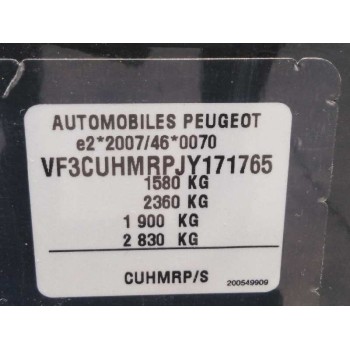 AUTOMOBILES PEUGEOT
e2*2007/46*0070
VF3CUHMRPJY171765
1580 KG
2360 KG
1 900 KG
2 830 KG
CUHMRP/S
200549909